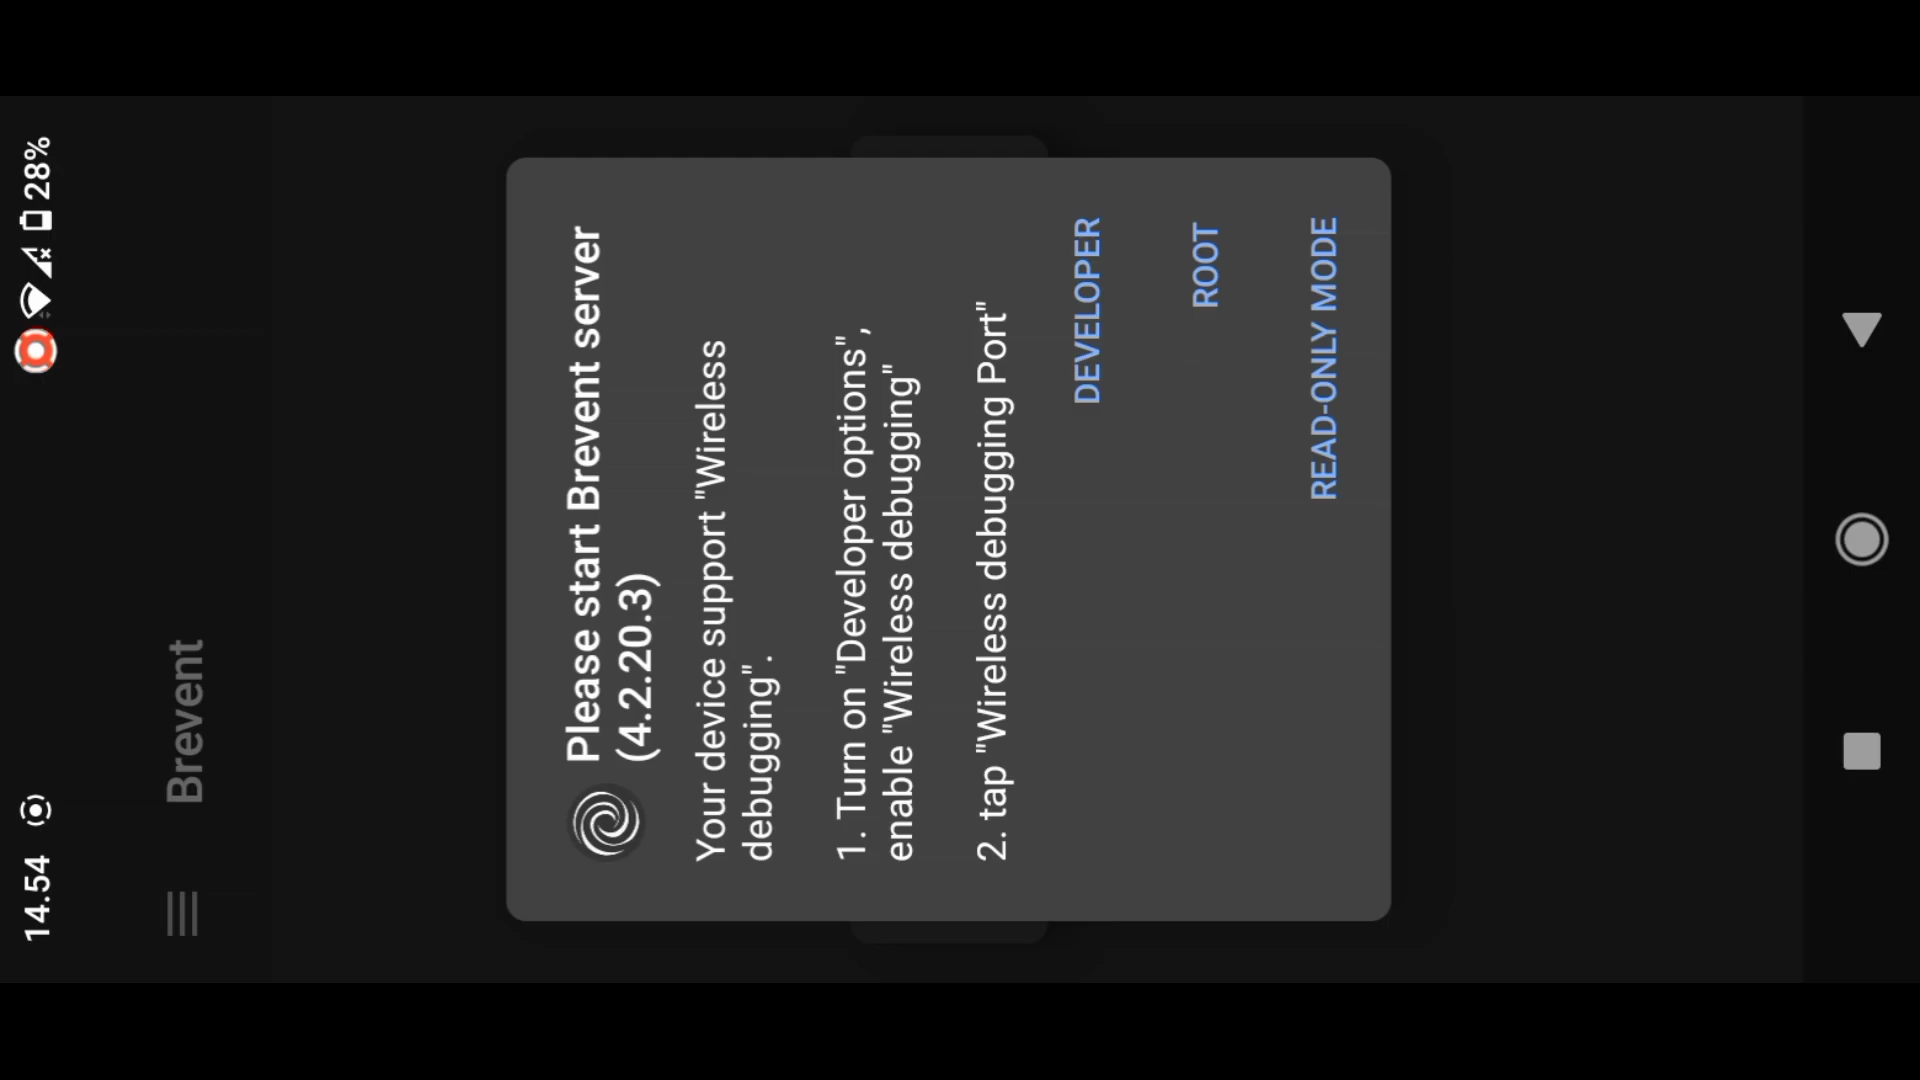 14.54
28%
Brevent
Please start Brevent server
(4.2.20.3)
Your device support "Wireless
debugging".
1. Turn on "Developer options",
enable "Wireless debugging"
2. tap "Wireless debugging Port"
DEVELOPER
ROOT
READ-ONLY MODE